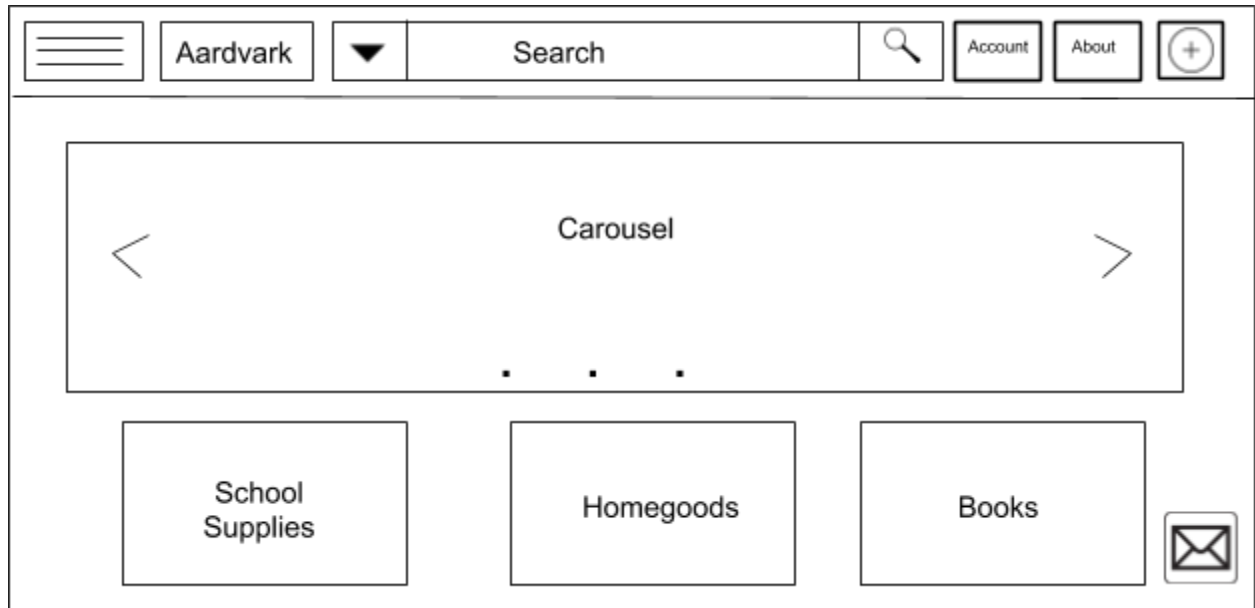 Aardvark
Search
Account
About
Carousel
School
Supplies
Homegoods
Books